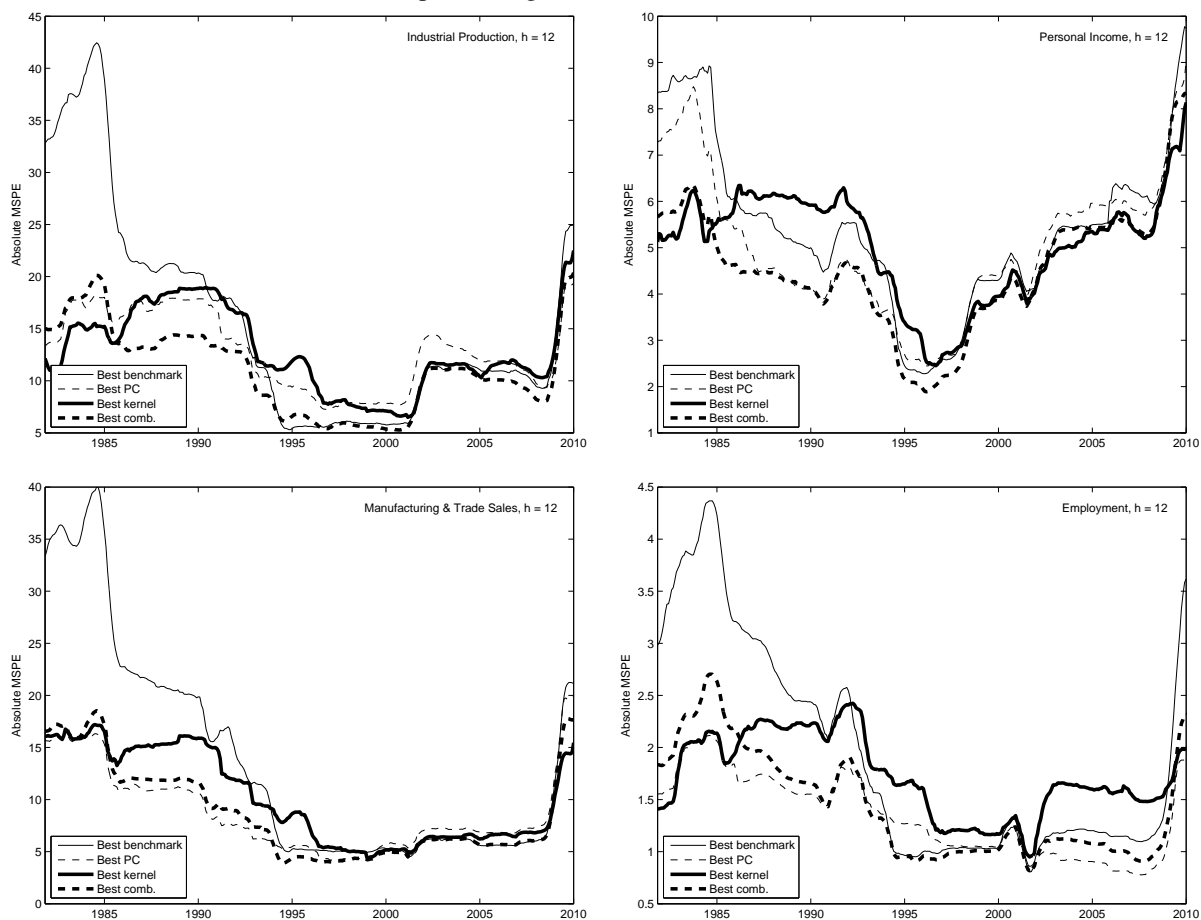 45
40
35
30
25
20
15
10
5
Absolute MSPE
Industrial Production, h = 12
Best benchmark
Best PC
Best kernel
Best comb.
1985 1990 1995 2000 2005 2010
10
9
8
7
6
5
4
3
2
1
Absolute MSPE
Personal Income, h = 12
Best benchmark
Best PC
Best kernel
Best comb.
1985 1990 1995 2000 2005 2010
40
35
30
25
20
15
10
5
0
Absolute MSPE
Manufacturing & Trade Sales, h = 12
Best benchmark
Best PC
Best kernel
Best comb.
1985 1990 1995 2000 2005 2010
4.5
4
3.5
3
2.5
2
1.5
1
0.5
Absolute MSPE
Employment, h = 12
Best benchmark
Best PC
Best kernel
Best comb.
1985 1990 1995 2000 2005 2010